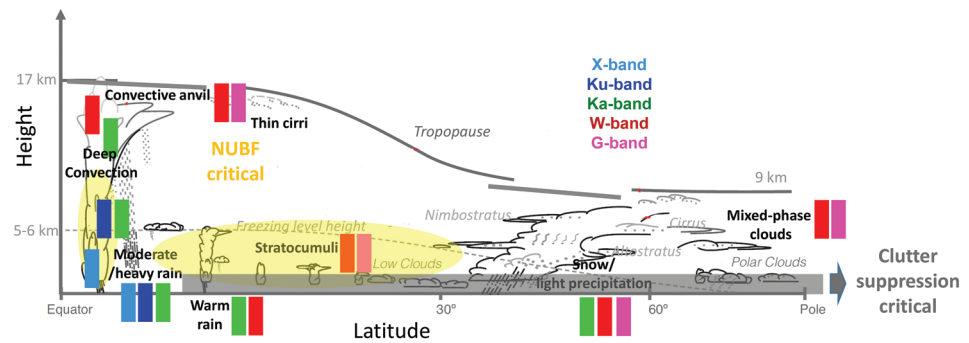 X-band
Ku-band
Ka-band
W-band
G-band
17 km
Convective anvil
Thin cirri
Tropopause
Height
Deep
Convection
NUBF
critical
9 km
Nimbostratus
Cirrus
Mixed-phase
clouds
5-6 km
Freezing level height
Stratocumuli
Altostratus
Moderate
/heavy rain
Low Clouds
Snow/
light precipitation
Polar Clouds
Clutter
suppression
critical
Equator
Warm
rain
30°
60°
Pole
Latitude